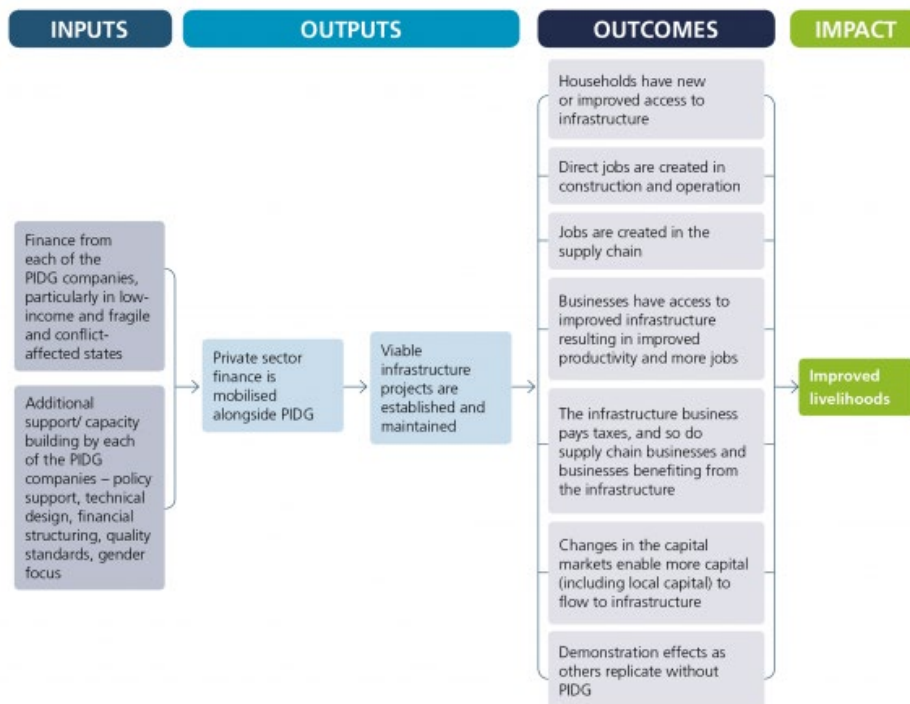 INPUTS
OUTPUTS
OUTCOMES
IMPACT
Finance from
each of the
PIDG companies,
particularly in low-
income and fragile
and conflict-
affected states
Additional
support/ capacity
building by each
of the PIDG
companies – policy
support, technical
design, financial
structuring, quality
standards, gender
focus
Private sector
finance is
mobilised
alongside PIDG
Viable
infrastructure
projects are
established and
maintained
Households have new
or improved access to
infrastructure
Direct jobs are created in
construction and operation
Jobs are created in the
supply chain
Businesses have access to
improved infrastructure
resulting in improved
productivity and more jobs
The infrastructure business
pays taxes, and so do
supply chain businesses and
businesses benefiting from
the infrastructure
Changes in the capital
markets enable more capital
(including local capital) to
flow to infrastructure
Demonstration effects as
others replicate without
PIDG
Improved
livelihoods